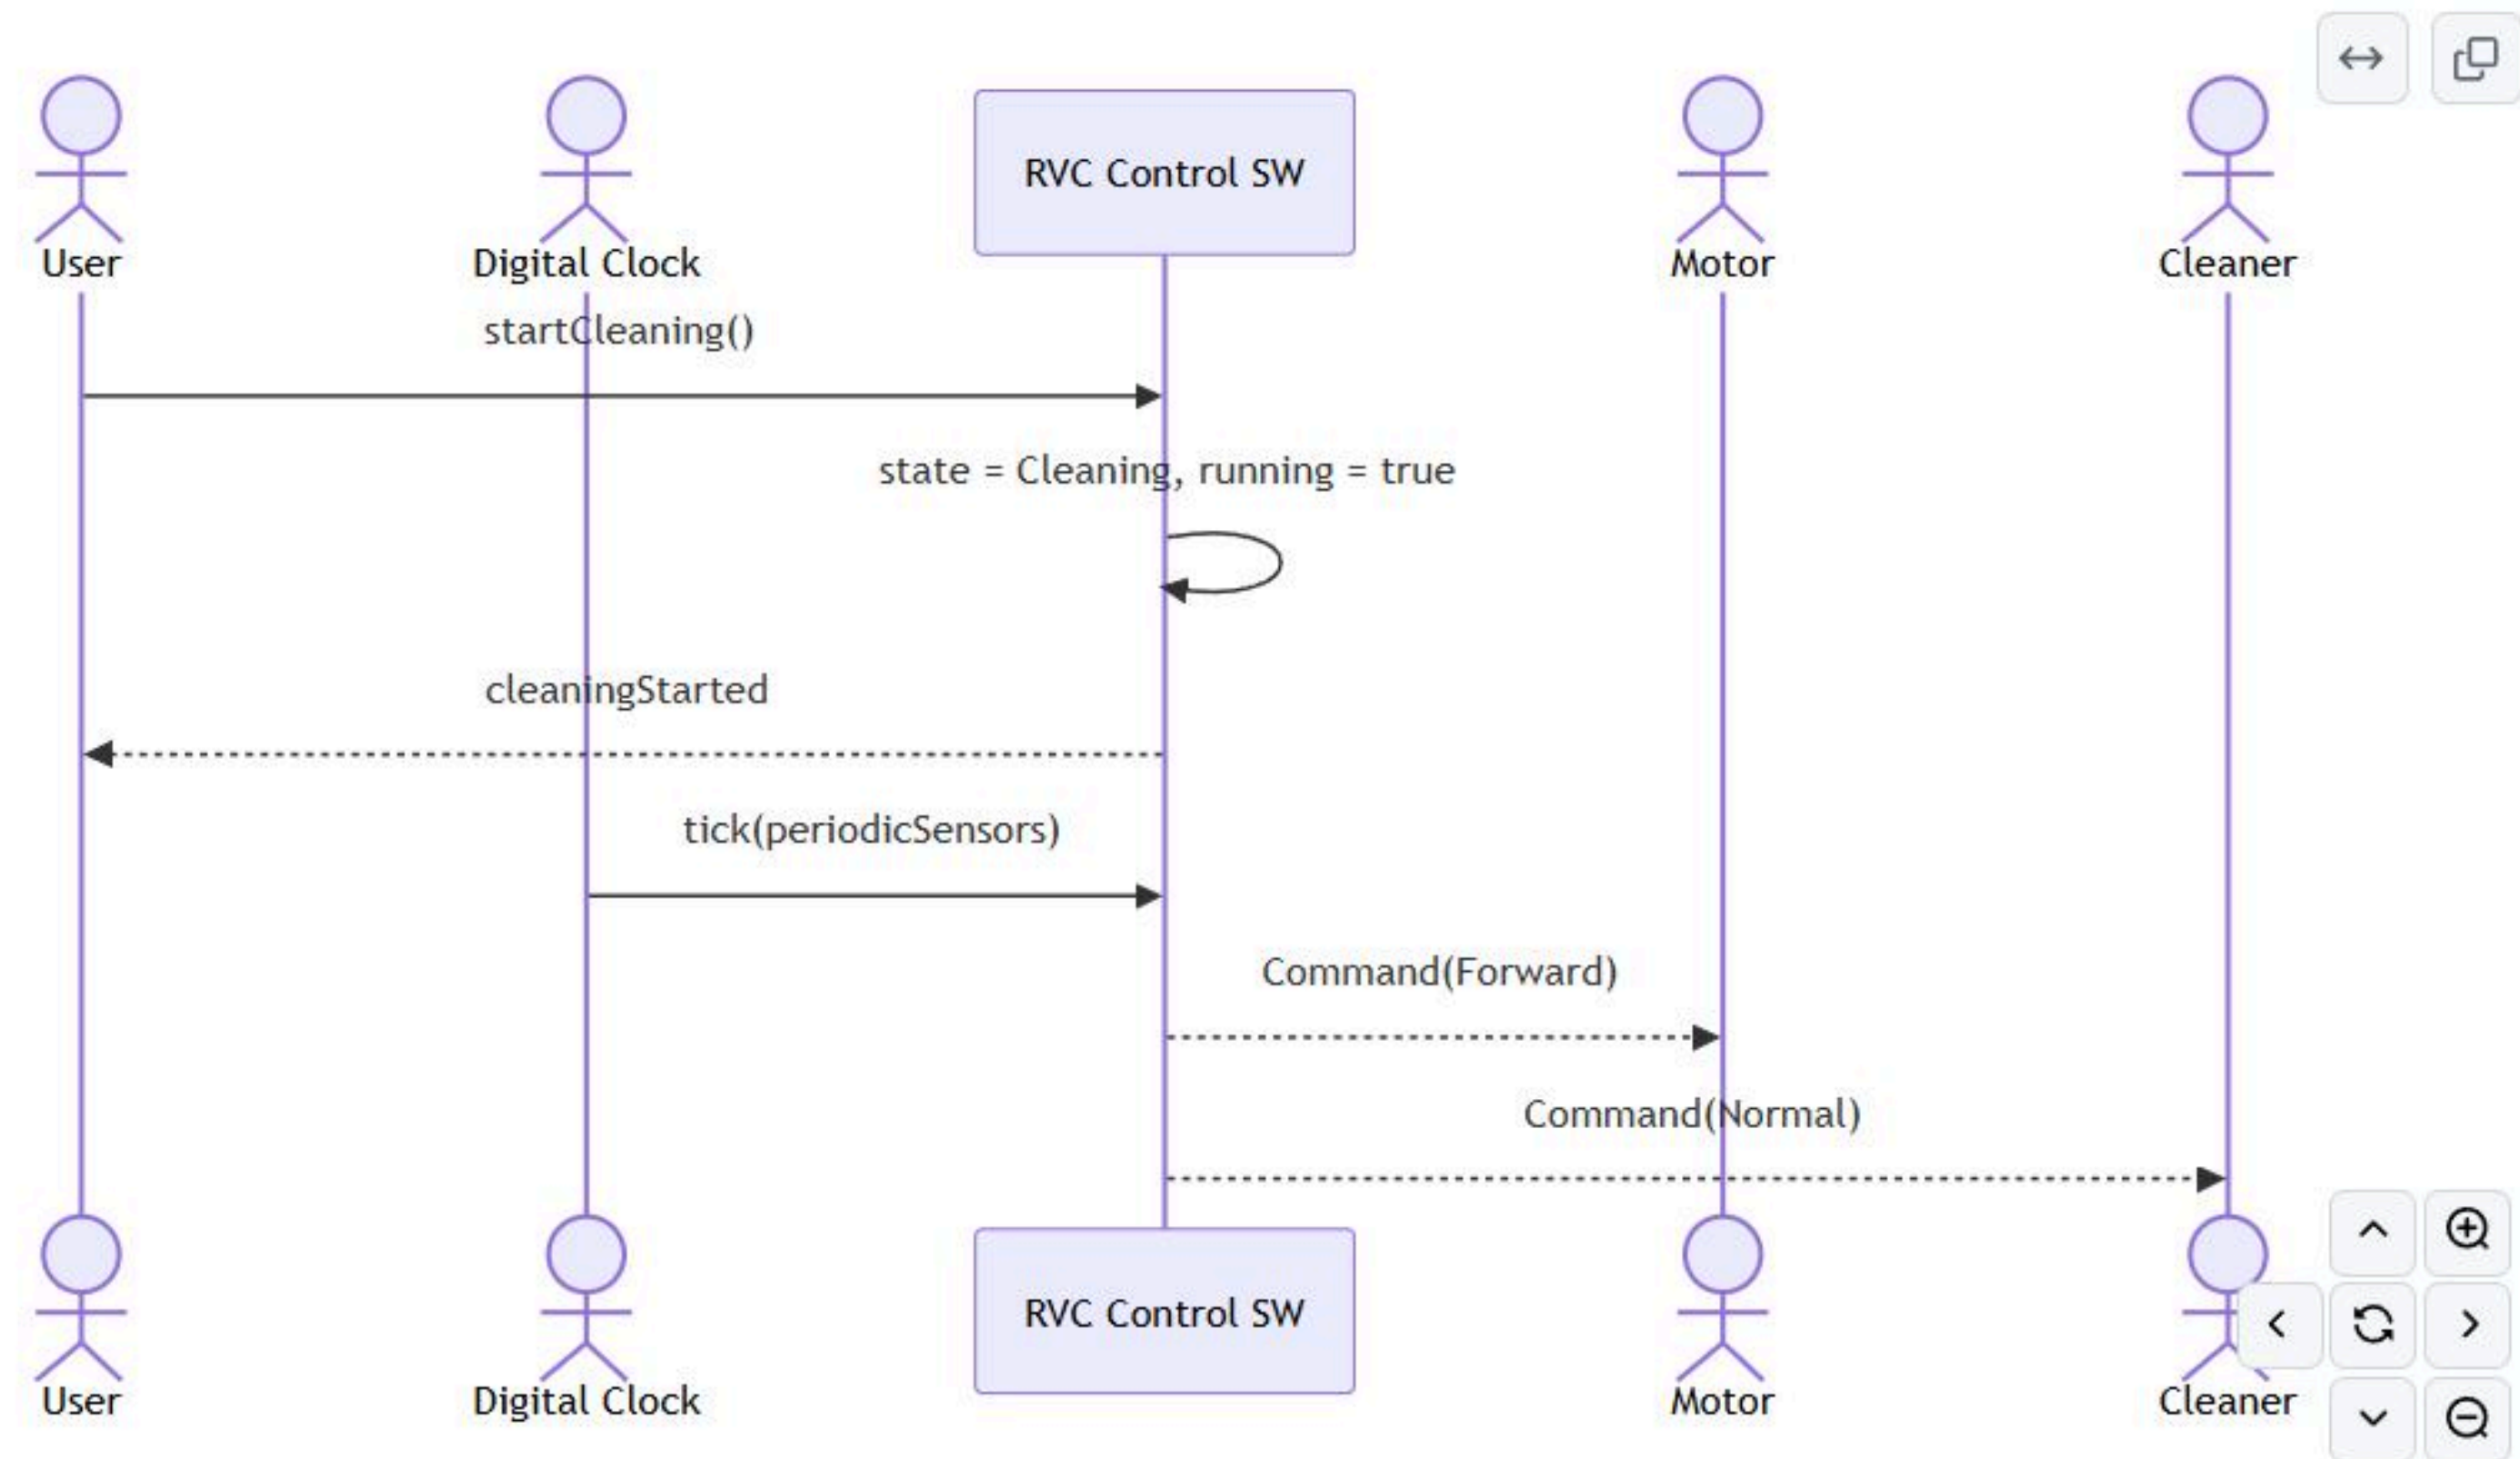 RVC Control SW
User
Digital Clock
Motor
Cleaner
startCleaning()
state = Cleaning, running = true
cleaningStarted
tick(periodicSensors)
Command(Forward)
Command(Normal)
RVC Control SW
User
Digital Clock
Motor
Cleaner